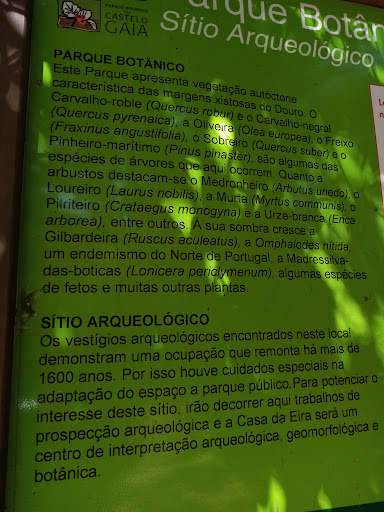 PARQUE BOTÂNICO
CASTELO
GAIA
Parque Botân
Sítio Arqueológico
PARQUE BOTÂNICO
Este Parque apresenta vegetação autóctone
característica das margens xistosas do Douro. O
Carvalho-roble (Quercus robur) e o Carvalho-negral
(Quercus pyrenaica), a Oliveira (Olea europea), o Freixo
(Fraxinus angustifolia), o Sobreiro (Quercus suber) e o
Pinheiro-marítimo (Pinus pinaster), são algumas das
espécies de árvores que aqui ocorrem. Quanto a
arbustos destacam-se o Medronheiro (Arbutus unedo), o
Loureiro (Laurus nobilis), a Murta (Myrtus communis), o
Pilriteiro (Crataegus monogyna) e a Urze-branca (Erica
arborea), entre outros. À sua sombra cresce a
Gilbardeira (Ruscus aculeatus), a Omphalodes nitida,
um endemismo do Norte de Portugal, a Madressilva-
das-boticas (Lonicera periclymenum), algumas espécies
de fetos e muitas outras plantas.
SÍTIO ARQUEOLÓGICO
Os vestígios arqueológicos encontrados neste local
demonstram uma ocupação que remonta há mais de
1600 anos. Por isso houve cuidados especiais na
adaptação do espaço a parque público.Para potenciar o
interesse deste sítio, irão decorrer aqui trabalhos de
prospecção arqueológica e a Casa da Eira será um
centro de interpretação arqueológica, geomorfológica e
botânica.